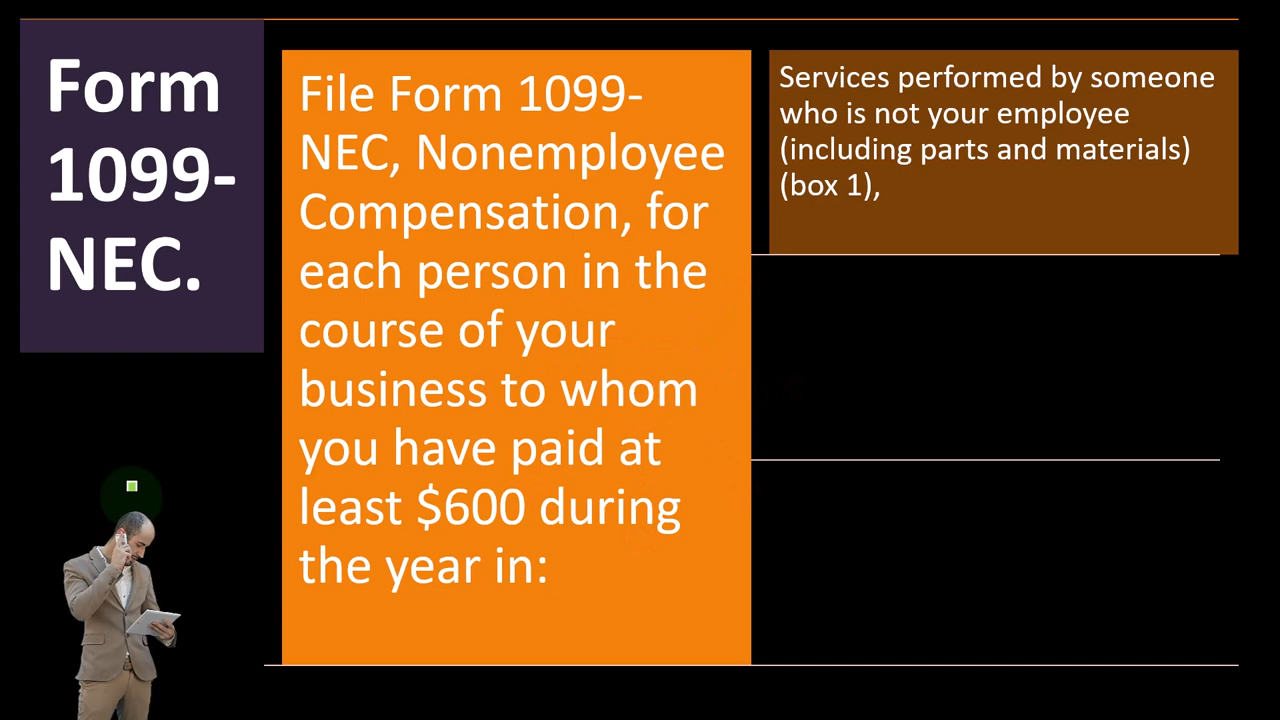 Form
1099-
NEC.
File Form 1099-
NEC, Nonemployee
Compensation, for
each person in the
course of your
business to whom
you have paid at
least $600 during
the year in:
Services performed by someone
who is not your employee
(including parts and materials)
(box 1),